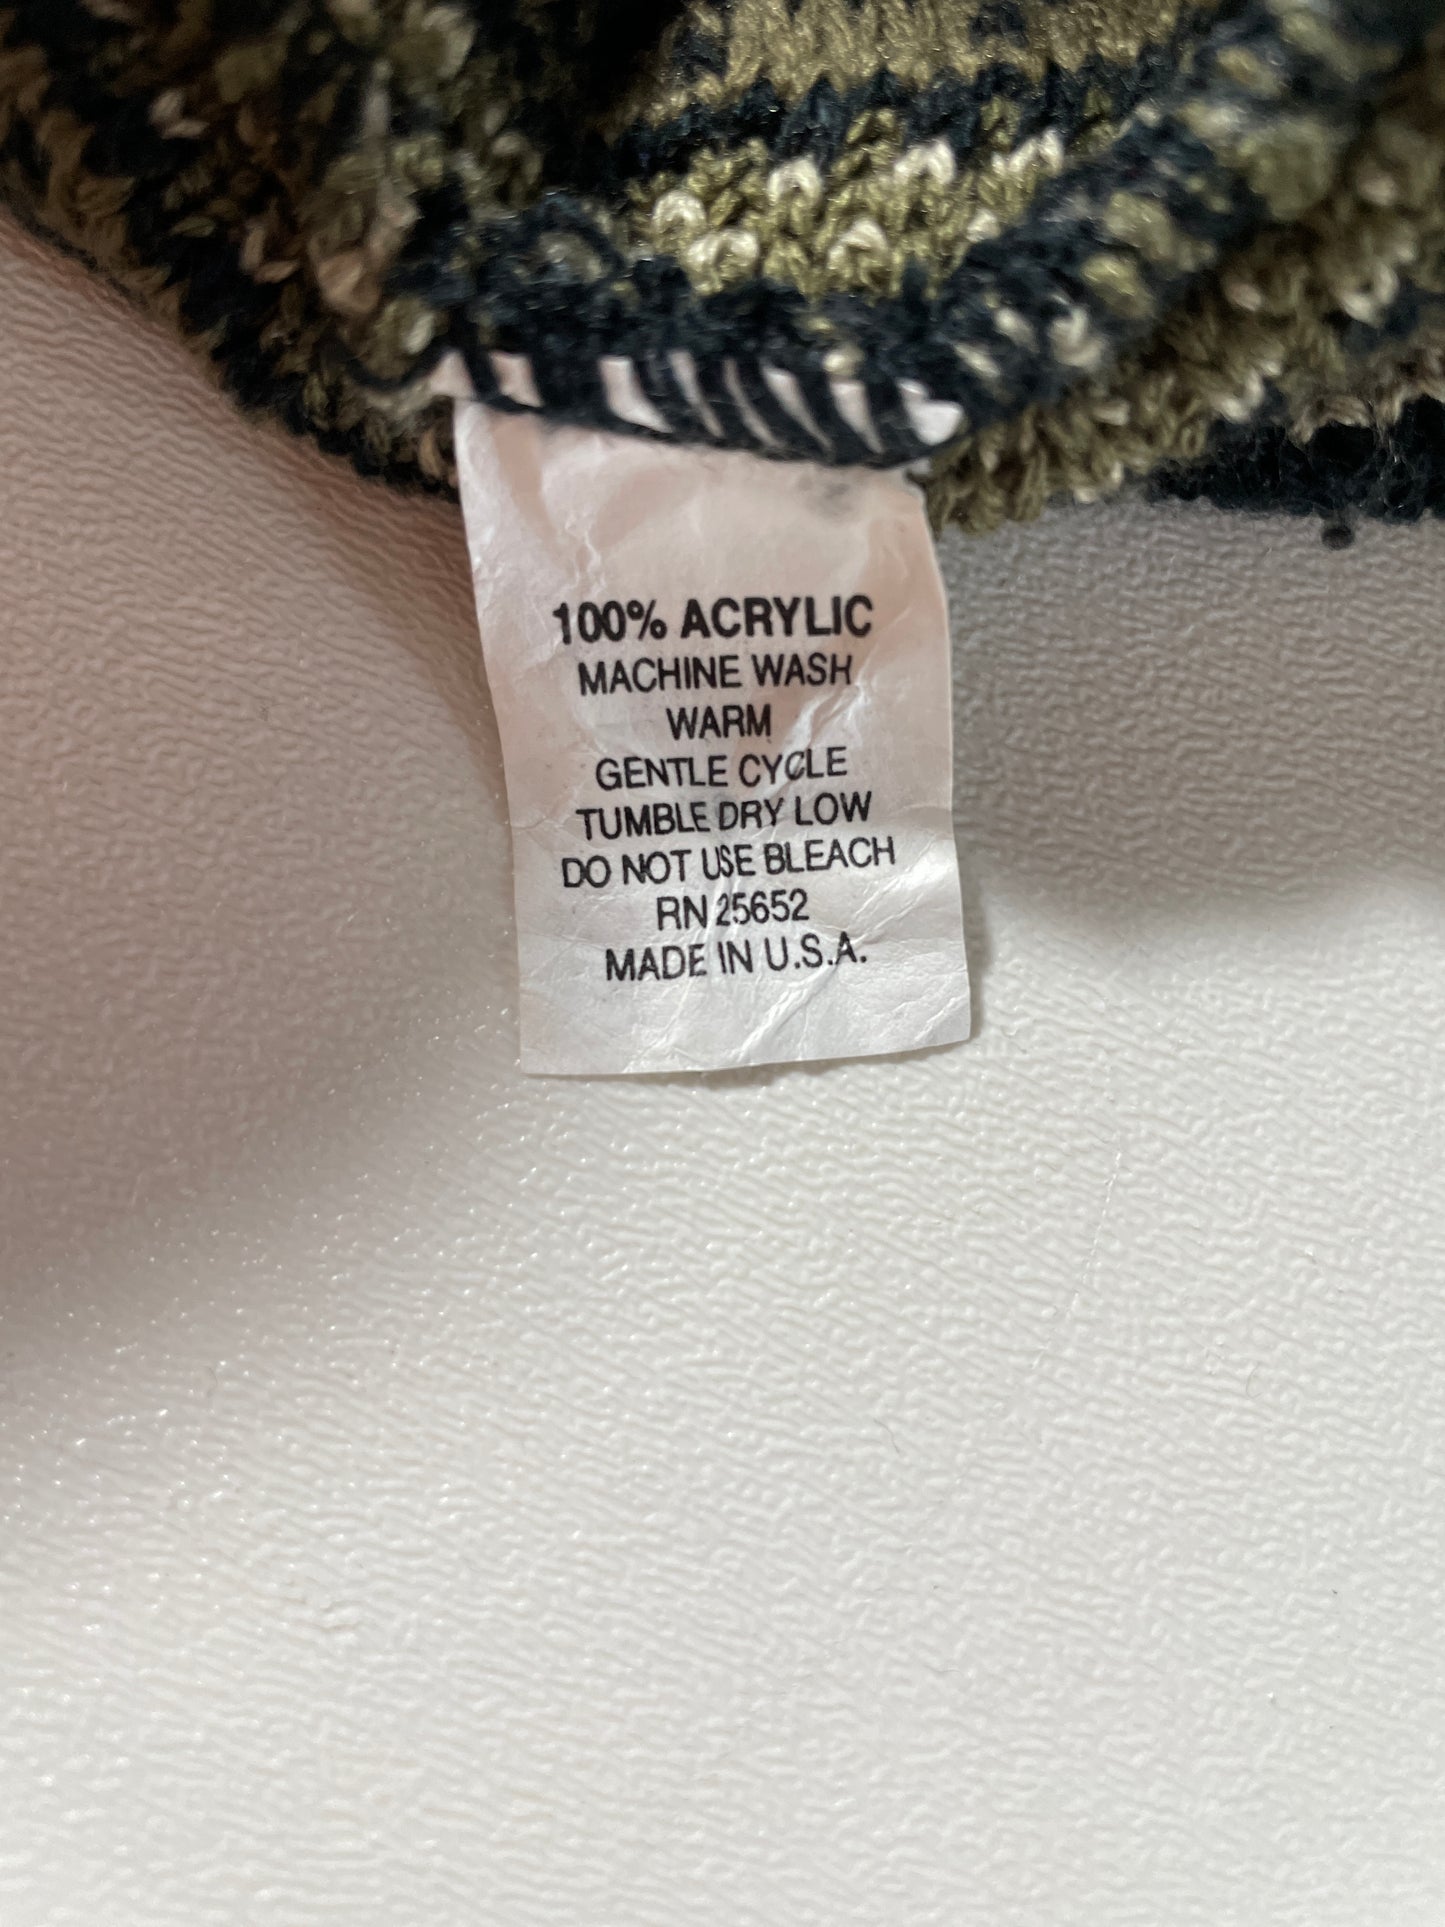 100% ACRYLIC
MACHINE WASH
WARM
GENTLE CYCLE
TUMBLE DRY LOW
DO NOT USE BLEACH
RN 25652
MADE IN U.S.A.